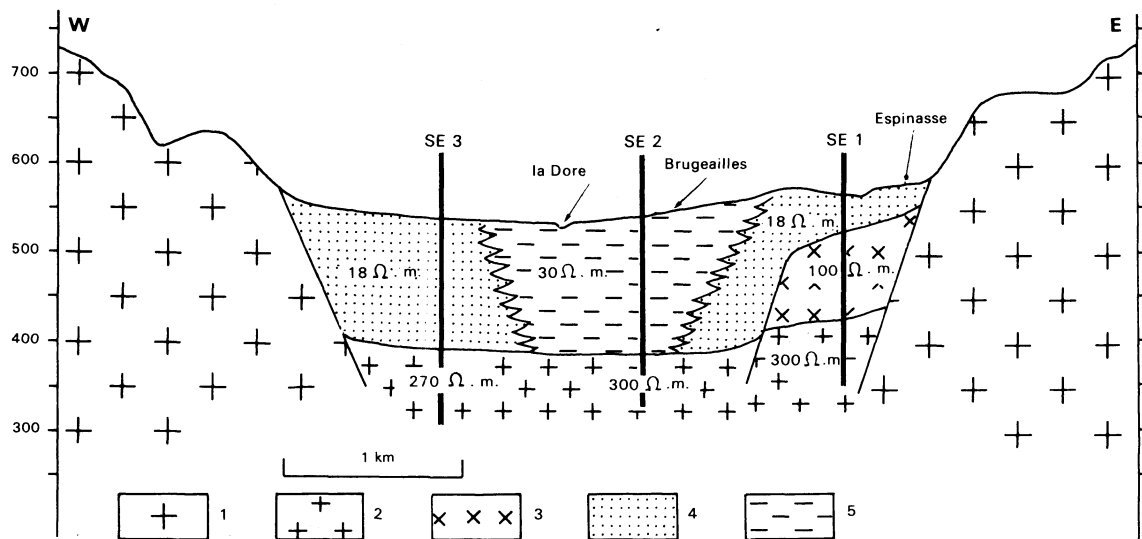 W
E
700
600
500
400
300
SE 3
SE 2
SE 1
la Dore
Brugeailles
Espinasse
18 Ω . m.
30 Ω . m.
18 Ω . m.
100 Ω . m.
270 Ω . m.
300 Ω . m.
300 Ω . m.
1 km
1
2
3
4
5